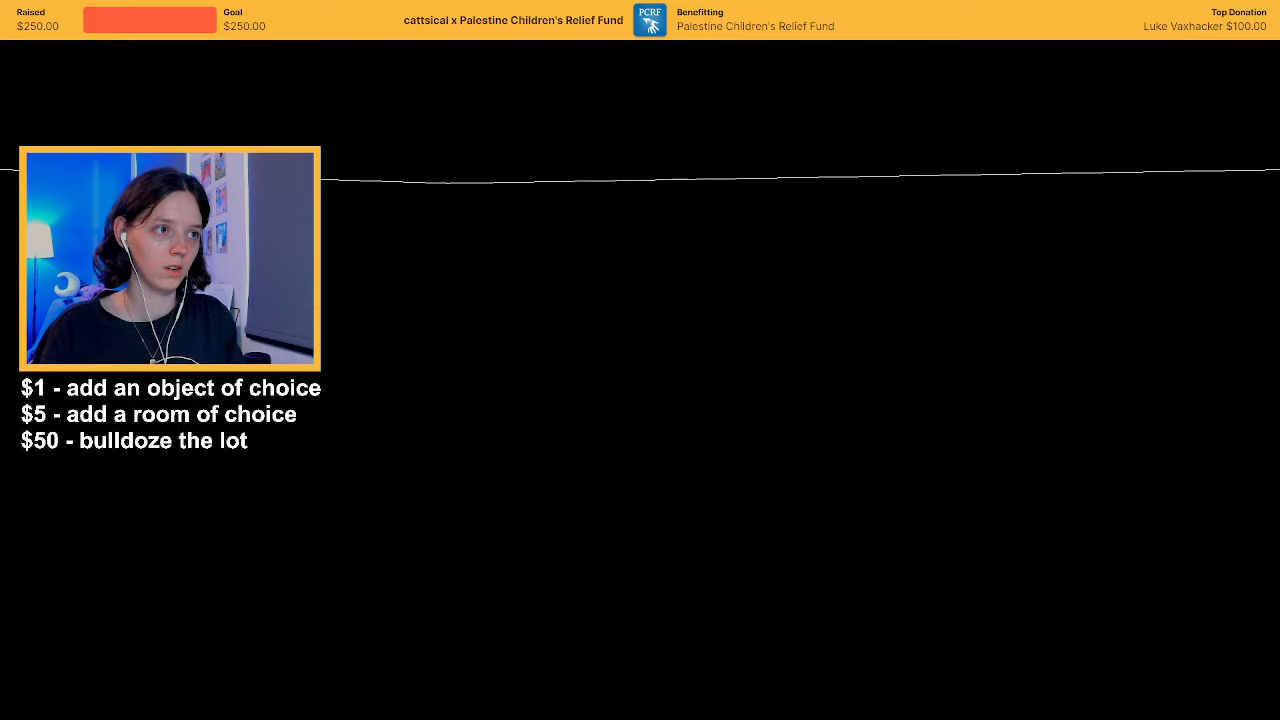 Raised
$250.00
Goal
$250.00
cattsical x Palestine Children's Relief Fund
PCRF
Benefitting
Palestine Children's Relief Fund
Top Donation
Luke Vaxhacker $100.00
$1 - add an object of choice
$5 - add a room of choice
$50 - bulldoze the lot